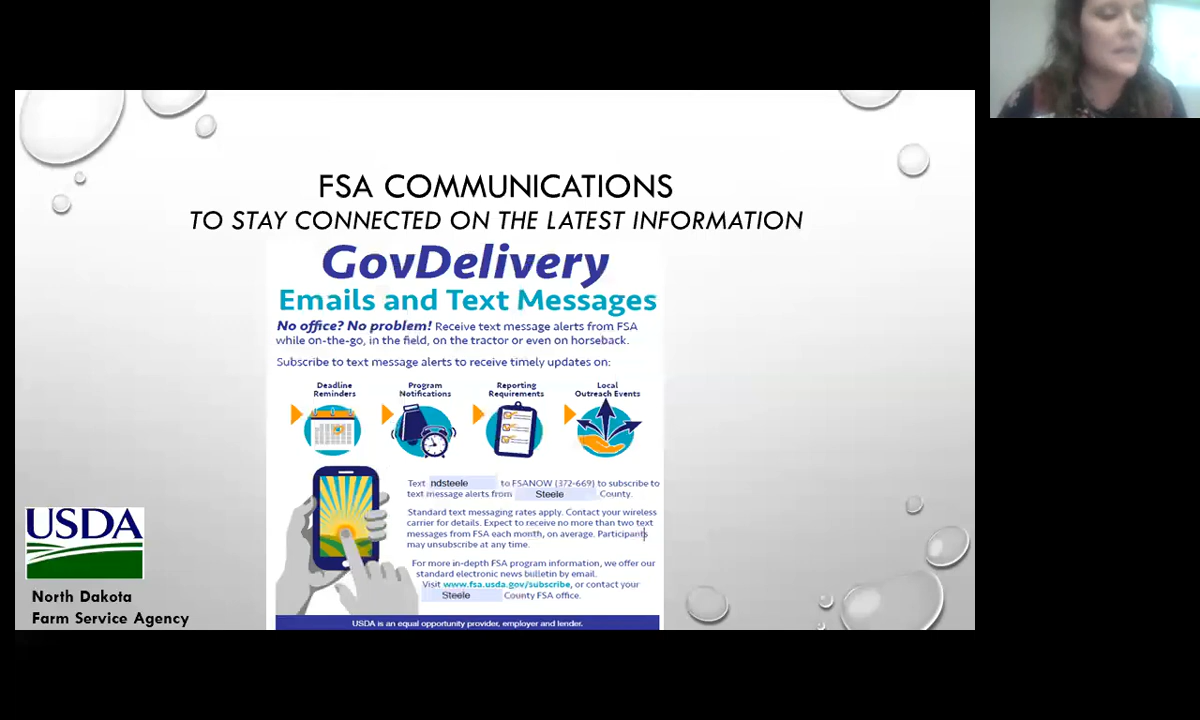 FSA COMMUNICATIONS
TO STAY CONNECTED ON THE LATEST INFORMATION
GovDelivery
Emails and Text Messages
No office? No problem! Receive text message alerts from FSA
while on-the-go, in the field, on the tractor or even on horseback.
Subscribe to text message alerts to receive timely updates on:
Deadline
Reminders
Program
Notifications
Reporting
Requirements
Local
Outreach Events
Text ndsteele to FSANOW (372-669) to subscribe to
text message alerts from Steele County.
Standard text messaging rates apply. Contact your wireless
carrier for details. Expect to receive no more than two text
messages from FSA each month, on average. Participants
may unsubscribe at any time.
For more in-depth FSA program information, we offer our
standard electronic news bulletin by email.
Visit www.fsa.usda.gov/subscribe, or contact your
Steele County FSA office.
USDA is an equal opportunity provider, employer and lender.
USDA
North Dakota
Farm Service Agency